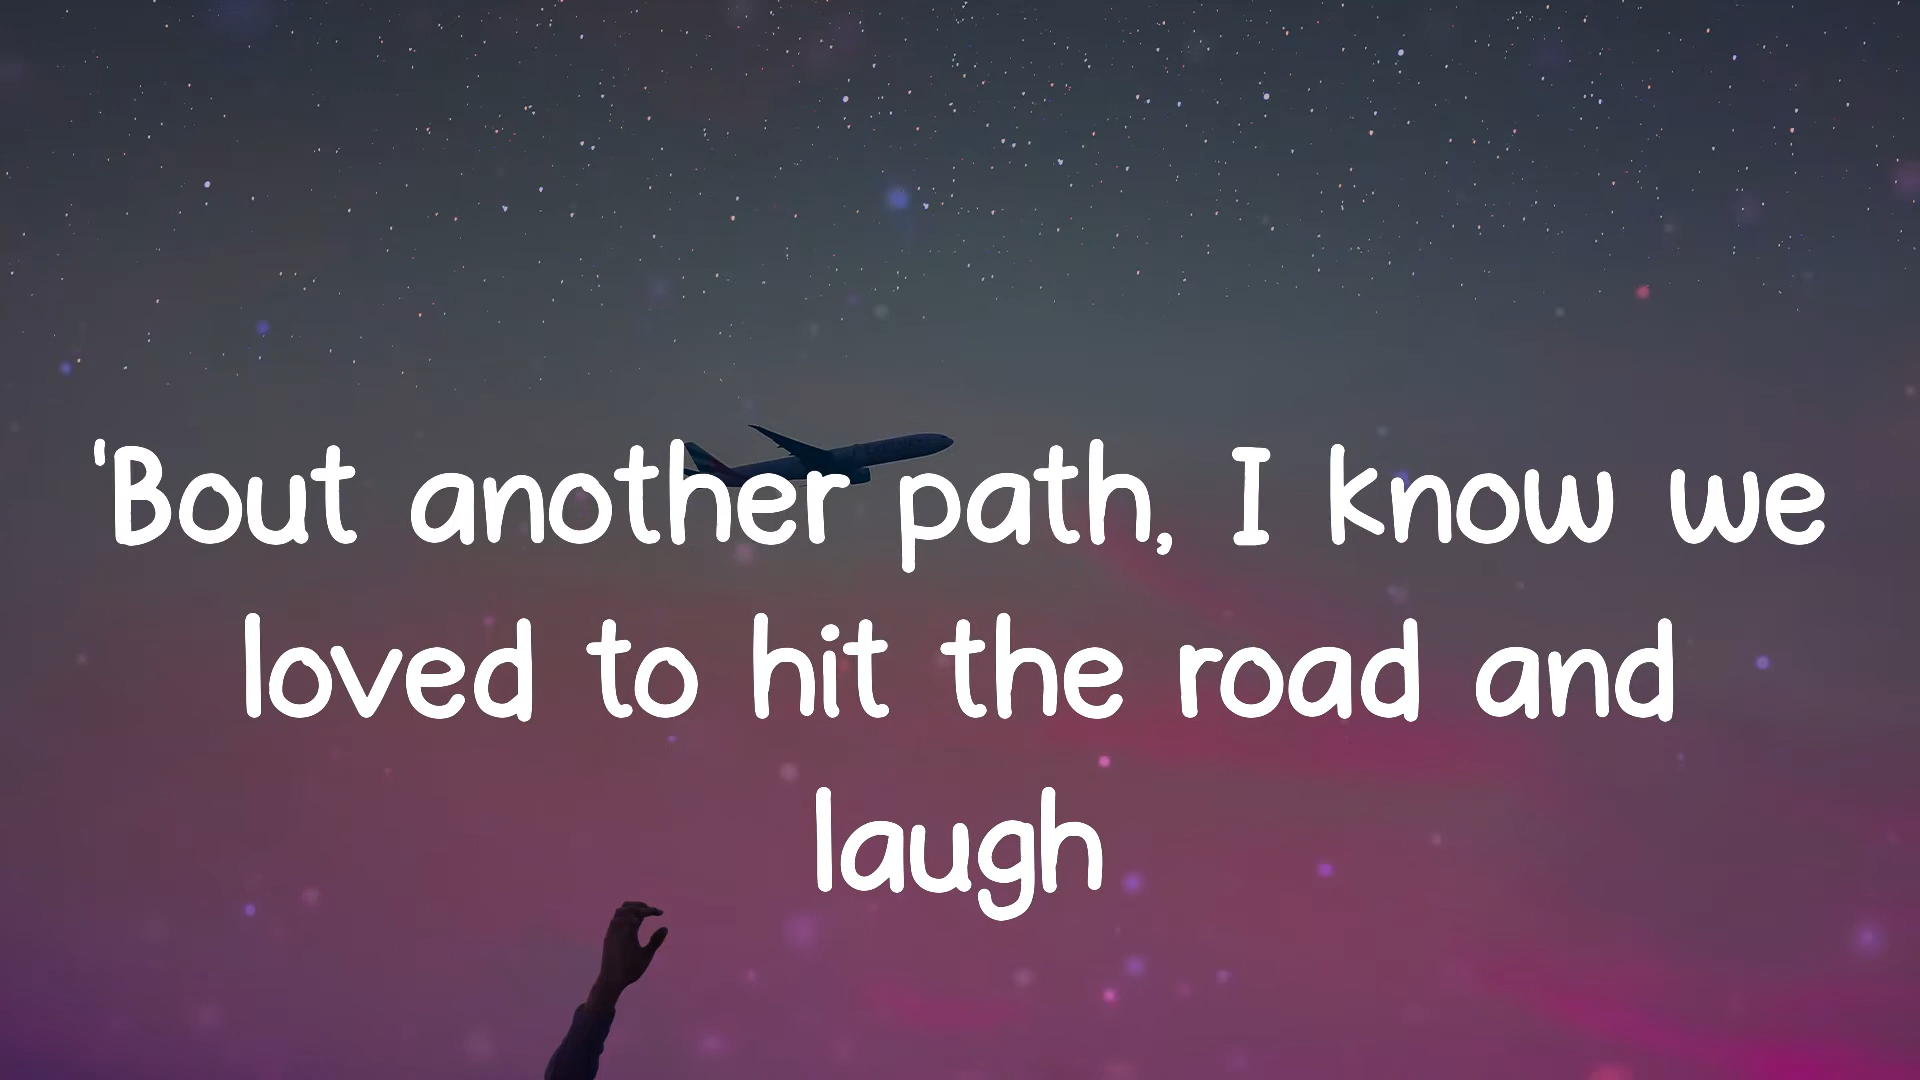 ‘Bout another path, I know we
loved to hit the road and
laugh